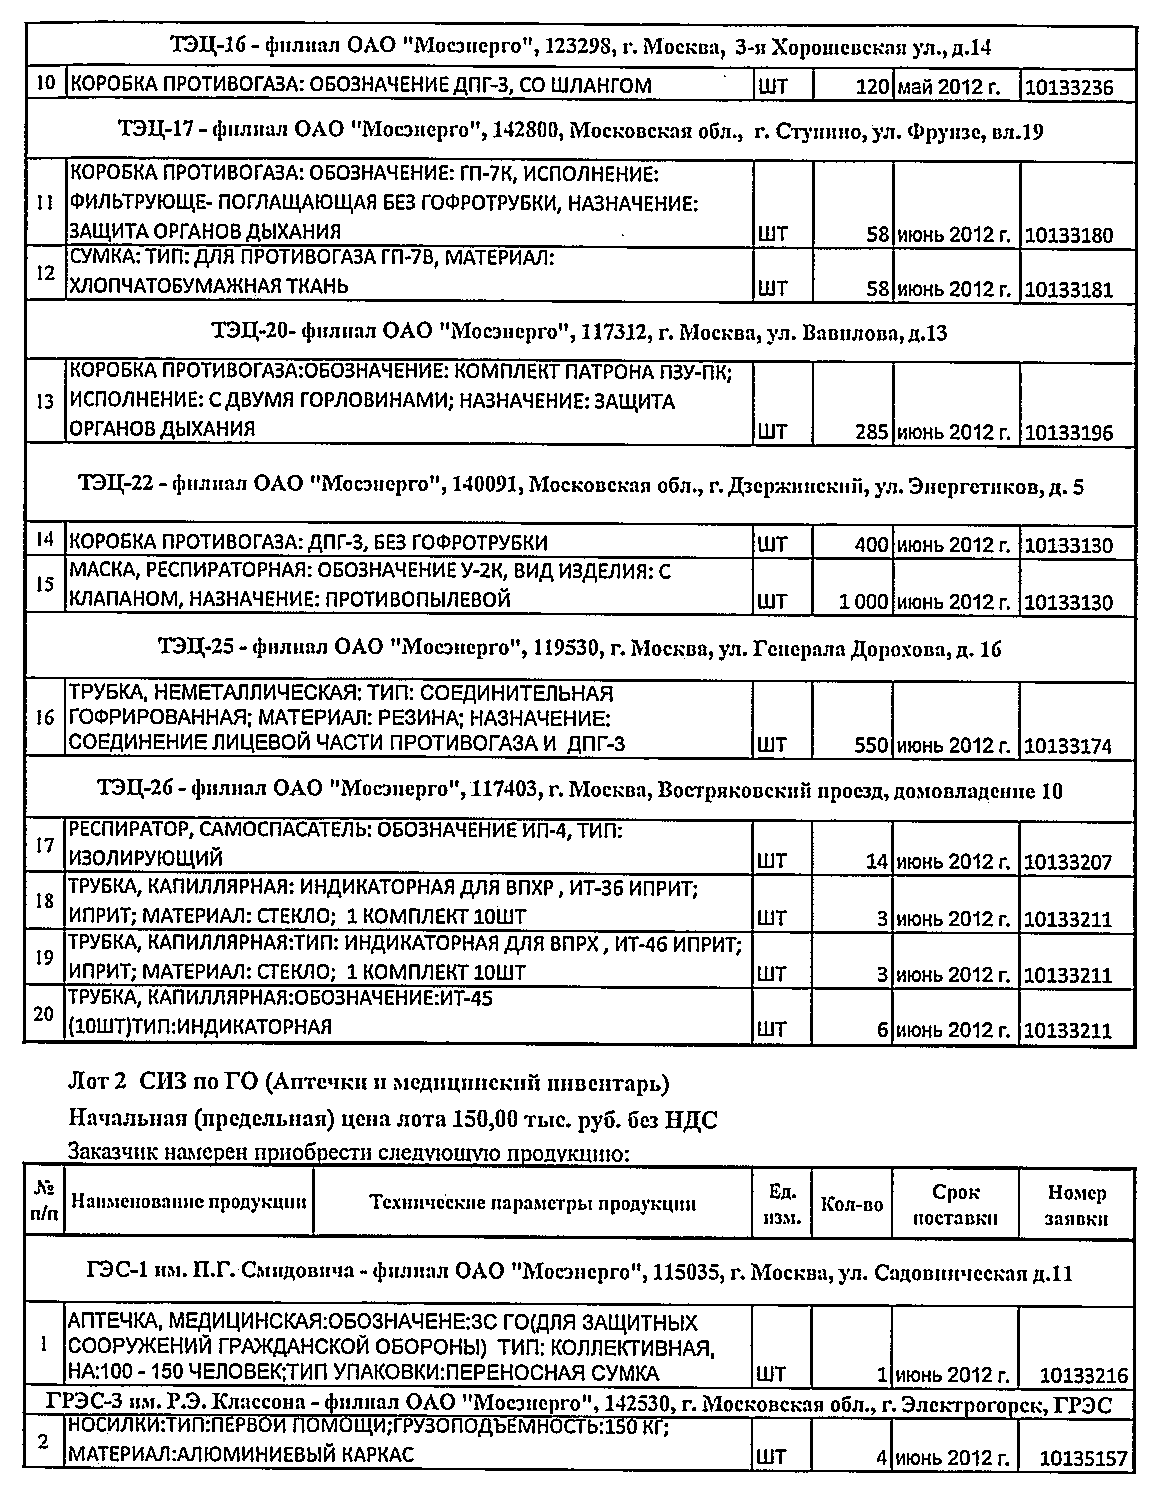 ТЭЦ-16 - филиал ОАО "Мосэнерго", 123298, г. Москва, 3-я Хорошевская ул., д.14
10 КОРОБКА ПРОТИВОГАЗА: ОБОЗНАЧЕНИЕ ДПГ-3, СО ШЛАНГОМ ШТ 120 май 2012 г. 10133236
ТЭЦ-17 - филиал ОАО "Мосэнерго", 142800, Московская обл., г. Ступино, ул. Фрунзе, вл.19
КОРОБКА ПРОТИВОГАЗА: ОБОЗНАЧЕНИЕ: ГП-7К, ИСПОЛНЕНИЕ:
11 ФИЛЬТРУЮЩЕ- ПОГЛАЩАЮЩАЯ БЕЗ ГОФРОТРУБКИ, НАЗНАЧЕНИЕ:
ЗАЩИТА ОРГАНОВ ДЫХАНИЯ ШТ 58 июнь 2012 г. 10133180
СУМКА: ТИП: ДЛЯ ПРОТИВОГАЗА ГП-7В, МАТЕРИАЛ:
12 ХЛОПЧАТОБУМАЖНАЯ ТКАНЬ ШТ 58 июнь 2012 г. 10133181
ТЭЦ-20- филиал ОАО "Мосэнерго", 117312, г. Москва, ул. Вавилова, д.13
КОРОБКА ПРОТИВОГАЗА:ОБОЗНАЧЕНИЕ: КОМПЛЕКТ ПАТРОНА ПЗУ-ПК;
13 ИСПОЛНЕНИЕ: С ДВУМЯ ГОРЛОВИНАМИ; НАЗНАЧЕНИЕ: ЗАЩИТА
ОРГАНОВ ДЫХАНИЯ ШТ 285 июнь 2012 г. 10133196
ТЭЦ-22 - филиал ОАО "Мосэнерго", 140091, Московская обл., г. Дзержинский, ул. Энергетиков, д. 5
14 КОРОБКА ПРОТИВОГАЗА: ДПГ-3, БЕЗ ГОФРОТРУБКИ ШТ 400 июнь 2012 г. 10133130
МАСКА, РЕСПИРАТОРНАЯ: ОБОЗНАЧЕНИЕ У-2К, ВИД ИЗДЕЛИЯ: С
15 КЛАПАНОМ, НАЗНАЧЕНИЕ: ПРОТИВОПЫЛЕВОЙ ШТ 1 000 июнь 2012 г. 10133130
ТЭЦ-25 - филиал ОАО "Мосэнерго", 119530, г. Москва, ул. Генерала Дорохова, д. 16
ТРУБКА, НЕМЕТАЛЛИЧЕСКАЯ: ТИП: СОЕДИНИТЕЛЬНАЯ
16 ГОФРИРОВАННАЯ; МАТЕРИАЛ: РЕЗИНА; НАЗНАЧЕНИЕ:
СОЕДИНЕНИЕ ЛИЦЕВОЙ ЧАСТИ ПРОТИВОГАЗА И ДПГ-3 ШТ 550 июнь 2012 г. 10133174
ТЭЦ-26 - филиал ОАО "Мосэнерго", 117403, г. Москва, Востряковский проезд, домовладение 10
РЕСПИРАТОР, САМОСПАСАТЕЛЬ: ОБОЗНАЧЕНИЕ ИП-4, ТИП:
17 ИЗОЛИРУЮЩИЙ ШТ 14 июнь 2012 г. 10133207
ТРУБКА, КАПИЛЛЯРНАЯ: ИНДИКАТОРНАЯ ДЛЯ ВПХР , ИТ-36 ИПРИТ;
18 ИПРИТ; МАТЕРИАЛ: СТЕКЛО; 1 КОМПЛЕКТ 10ШТ ШТ 3 июнь 2012 г. 10133211
ТРУБКА, КАПИЛЛЯРНАЯ:ТИП: ИНДИКАТОРНАЯ ДЛЯ ВПРХ , ИТ-46 ИПРИТ;
19 ИПРИТ; МАТЕРИАЛ: СТЕКЛО; 1 КОМПЛЕКТ 10ШТ ШТ 3 июнь 2012 г. 10133211
ТРУБКА, КАПИЛЛЯРНАЯ:ОБОЗНАЧЕНИЕ:ИТ-45
20 (10ШТ)ТИП:ИНДИКАТОРНАЯ ШТ 6 июнь 2012 г. 10133211
Лот 2 СИЗ по ГО (Аптечки и медицинский инвентарь)
Начальная (предельная) цена лота 150,00 тыс. руб. без НДС
Заказчик намерен приобрести следующую продукцию:
№ п/п Наименование продукции Технические параметры продукции Ед. изм. Кол-во Срок поставки Номер заявки
ГЭС-1 им. П.Г. Смидовича - филиал ОАО "Мосэнерго", 115035, г. Москва, ул. Садовническая д.11
АПТЕЧКА, МЕДИЦИНСКАЯ:ОБОЗНАЧЕНЕ:ЗС ГО(ДЛЯ ЗАЩИТНЫХ
1 СООРУЖЕНИЙ ГРАЖДАНСКОЙ ОБОРОНЫ) ТИП: КОЛЛЕКТИВНАЯ,
НА:100 - 150 ЧЕЛОВЕК;ТИП УПАКОВКИ:ПЕРЕНОСНАЯ СУМКА ШТ 1 июнь 2012 г. 10133216
ГРЭС-3 им. Р.Э. Классона - филиал ОАО "Мосэнерго", 142530, г. Московская обл., г. Электрогорск, ГРЭС
НОСИЛКИ:ТИП:ПЕРВОЙ ПОМОЩИ;ГРУЗОПОДЪЕМНОСТЬ:150 КГ;
2 МАТЕРИАЛ:АЛЮМИНИЕВЫЙ КАРКАС ШТ 4 июнь 2012 г. 10135157